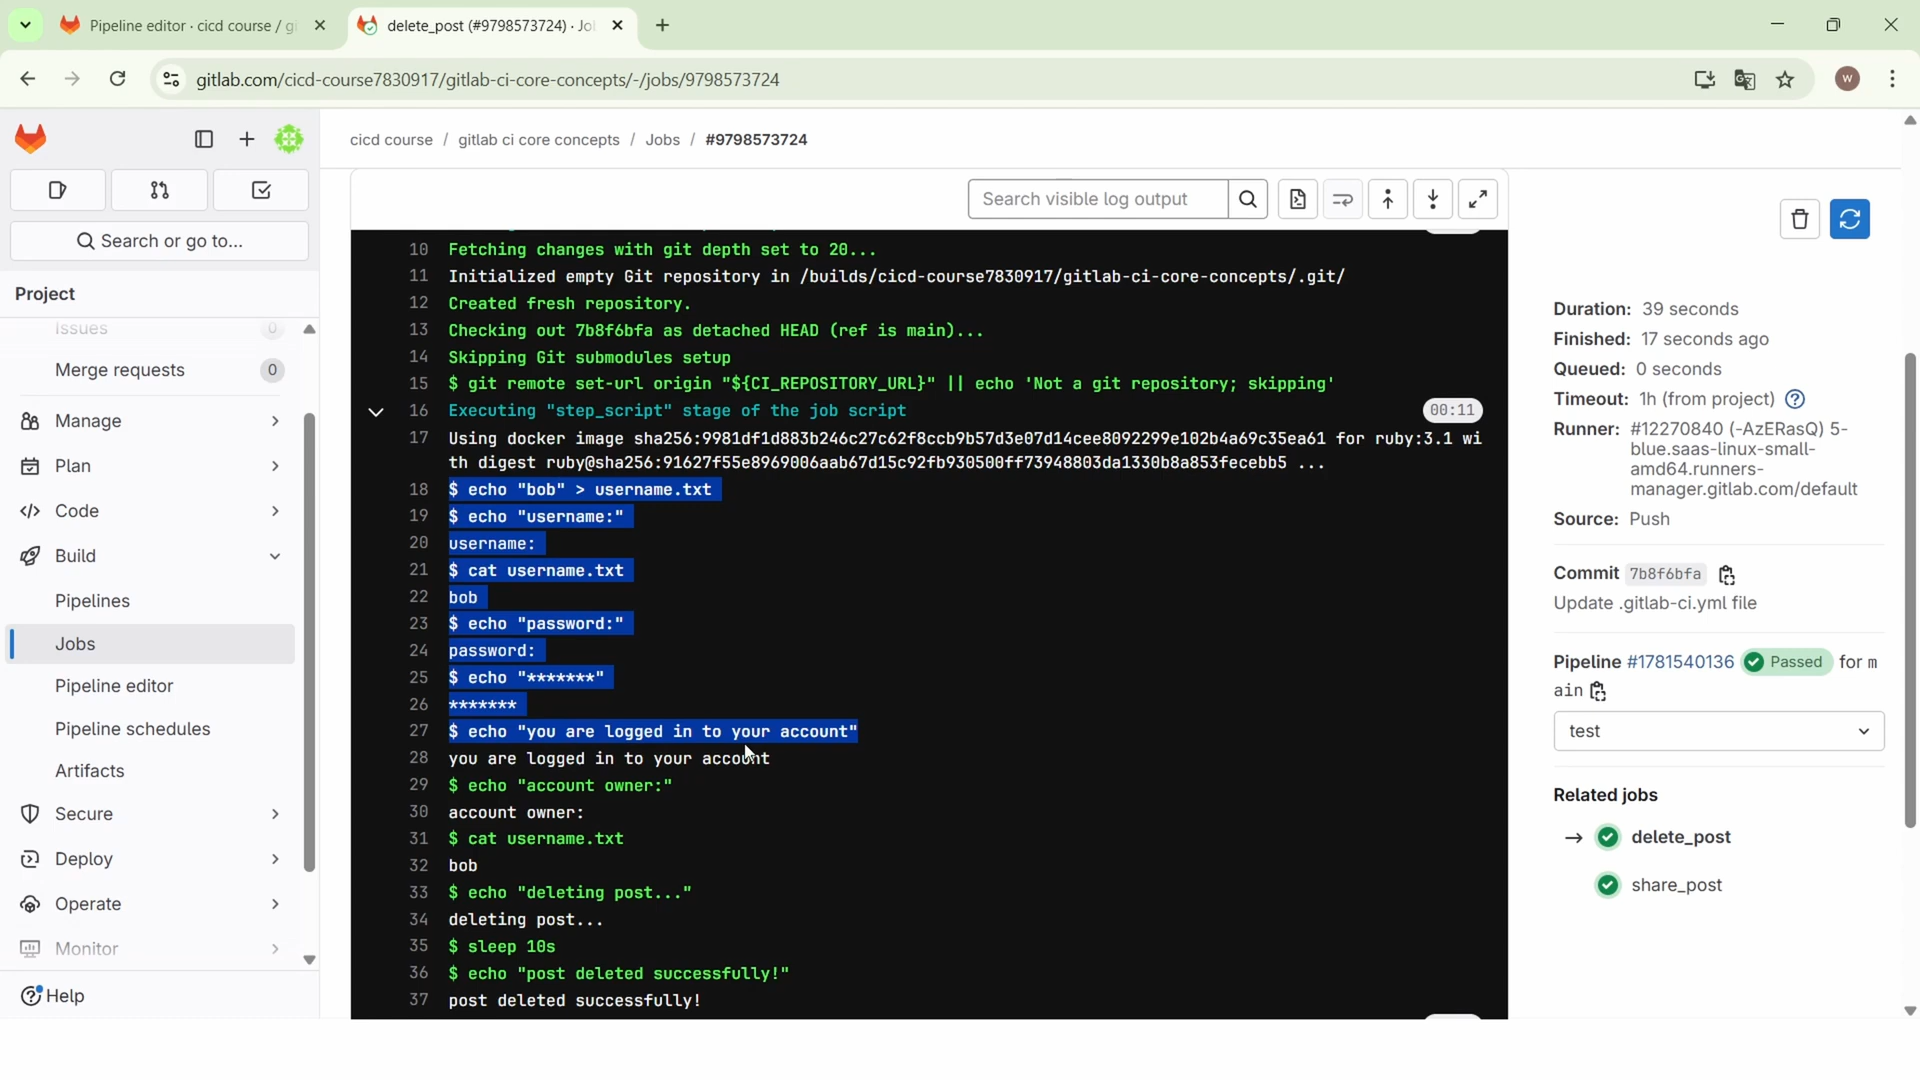 Pipeline editor · cicd course / gi
delete_post (#9798573724) · Jo
gitlab.com/cicd-course7830917/gitlab-ci-core-concepts/-/jobs/9798573724
W
cicd course / gitlab ci core concepts / Jobs / #9798573724
Search or go to...
Project
Issues 0
Merge requests 0
Manage
Plan
Code
Build
Pipelines
Jobs
Pipeline editor
Pipeline schedules
Artifacts
Secure
Deploy
Operate
Monitor
Help
Search visible log output
10 Fetching changes with git depth set to 20...
11 Initialized empty Git repository in /builds/cicd-course7830917/gitlab-ci-core-concepts/.git/
12 Created fresh repository.
13 Checking out 7b8f6bfa as detached HEAD (ref is main)...
14 Skipping Git submodules setup
15 $ git remote set-url origin "${CI_REPOSITORY_URL}" || echo 'Not a git repository; skipping'
16 Executing "step_script" stage of the job script 00:11
17 Using docker image sha256:9981df1d883b246c27c62f8ccb9b57d3e07d14cee8092299e102b4a69c35ea61 for ruby:3.1 wi
th digest ruby@sha256:91627f55e8969006aab67d15c92fb930500ff73948803da1330b8a853fecebb5 ...
18 $ echo "bob" > username.txt
19 $ echo "username:"
20 username:
21 $ cat username.txt
22 bob
23 $ echo "password:"
24 password:
25 $ echo "*******"
26 *******
27 $ echo "you are logged in to your account"
28 you are logged in to your account
29 $ echo "account owner:"
30 account owner:
31 $ cat username.txt
32 bob
33 $ echo "deleting post..."
34 deleting post...
35 $ sleep 10s
36 $ echo "post deleted successfully!"
37 post deleted successfully!
Duration: 39 seconds
Finished: 17 seconds ago
Queued: 0 seconds
Timeout: 1h (from project)
Runner: #12270840 (-AzERasQ) 5-
blue.saas-linux-small-
amd64.runners-
manager.gitlab.com/default
Source: Push
Commit 7b8f6bfa
Update .gitlab-ci.yml file
Pipeline #1781540136 Passed for m
ain
test
Related jobs
→ delete_post
share_post